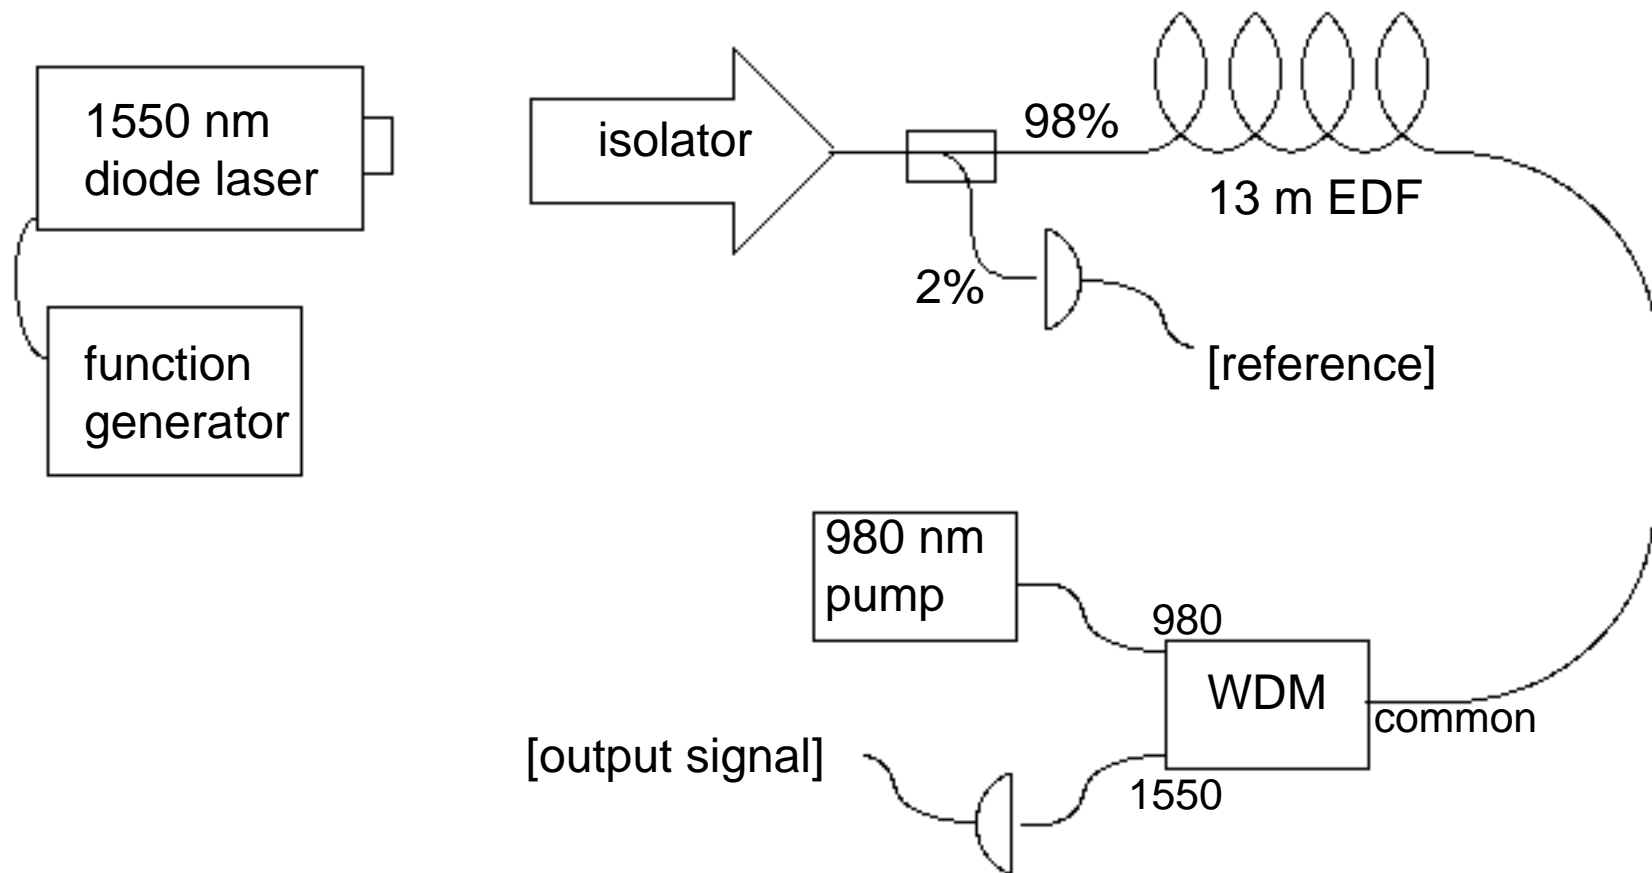 1550 nm
diode laser
isolator
98%
13 m EDF
2%
[reference]
function
generator
980 nm
pump
980
WDM
common
[output signal]
1550